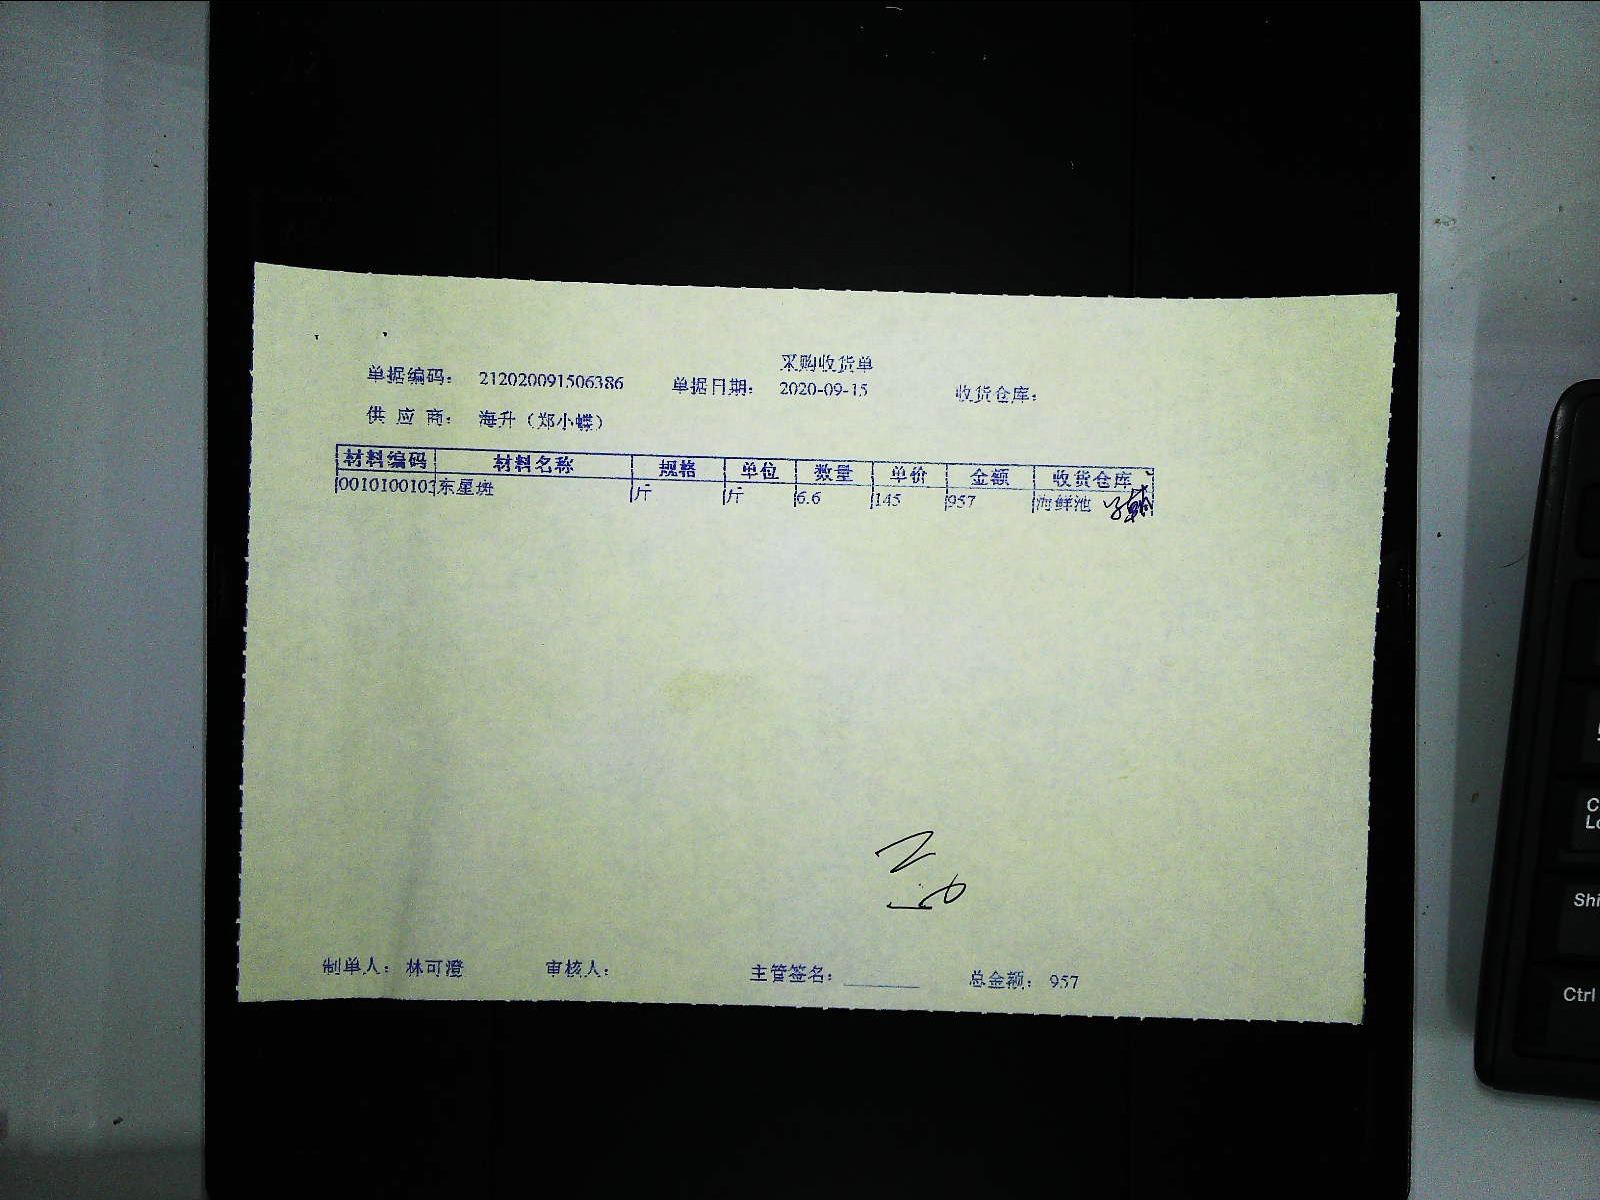 采购收货单
单据编码： 212020091506386 单据日期： 2020-09-15 收货仓库：
供 应 商： 海升（郑小蝶）
材料编码 材料名称 规格 单位 数量 单价 金额 收货仓库
0010100103 东星斑 斤 斤 6.6 145 957 海鲜池
制单人： 林可澄 审核人： 主管签名： 总金额： 957
Shi
Ctrl